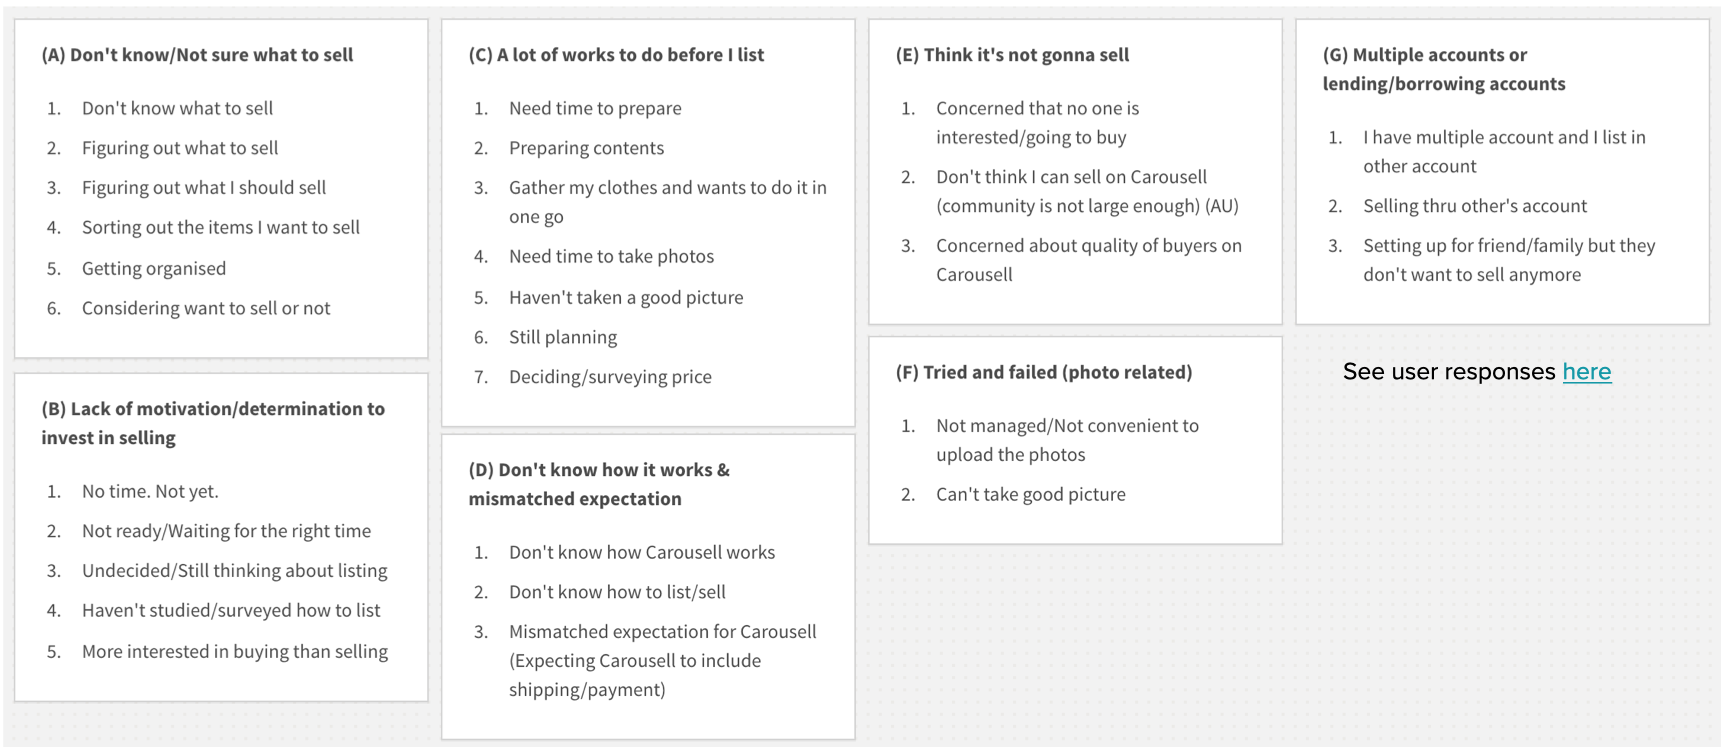 (A) Don't know/Not sure what to sell
1. Don't know what to sell
2. Figuring out what to sell
3. Figuring out what I should sell
4. Sorting out the items I want to sell
5. Getting organised
6. Considering want to sell or not
(B) Lack of motivation/determination to
invest in selling
1. No time. Not yet.
2. Not ready/Waiting for the right time
3. Undecided/Still thinking about listing
4. Haven't studied/surveyed how to list
5. More interested in buying than selling
(C) A lot of works to do before I list
1. Need time to prepare
2. Preparing contents
3. Gather my clothes and wants to do it in
one go
4. Need time to take photos
5. Haven't taken a good picture
6. Still planning
7. Deciding/surveying price
(D) Don't know how it works &
mismatched expectation
1. Don't know how Carousell works
2. Don't know how to list/sell
3. Mismatched expectation for Carousell
(Expecting Carousell to include
shipping/payment)
(E) Think it's not gonna sell
1. Concerned that no one is
interested/going to buy
2. Don't think I can sell on Carousell
(community is not large enough) (AU)
3. Concerned about quality of buyers on
Carousell
(F) Tried and failed (photo related)
1. Not managed/Not convenient to
upload the photos
2. Can't take good picture
(G) Multiple accounts or
lending/borrowing accounts
1. I have multiple account and I list in
other account
2. Selling thru other's account
3. Setting up for friend/family but they
don't want to sell anymore
See user responses here